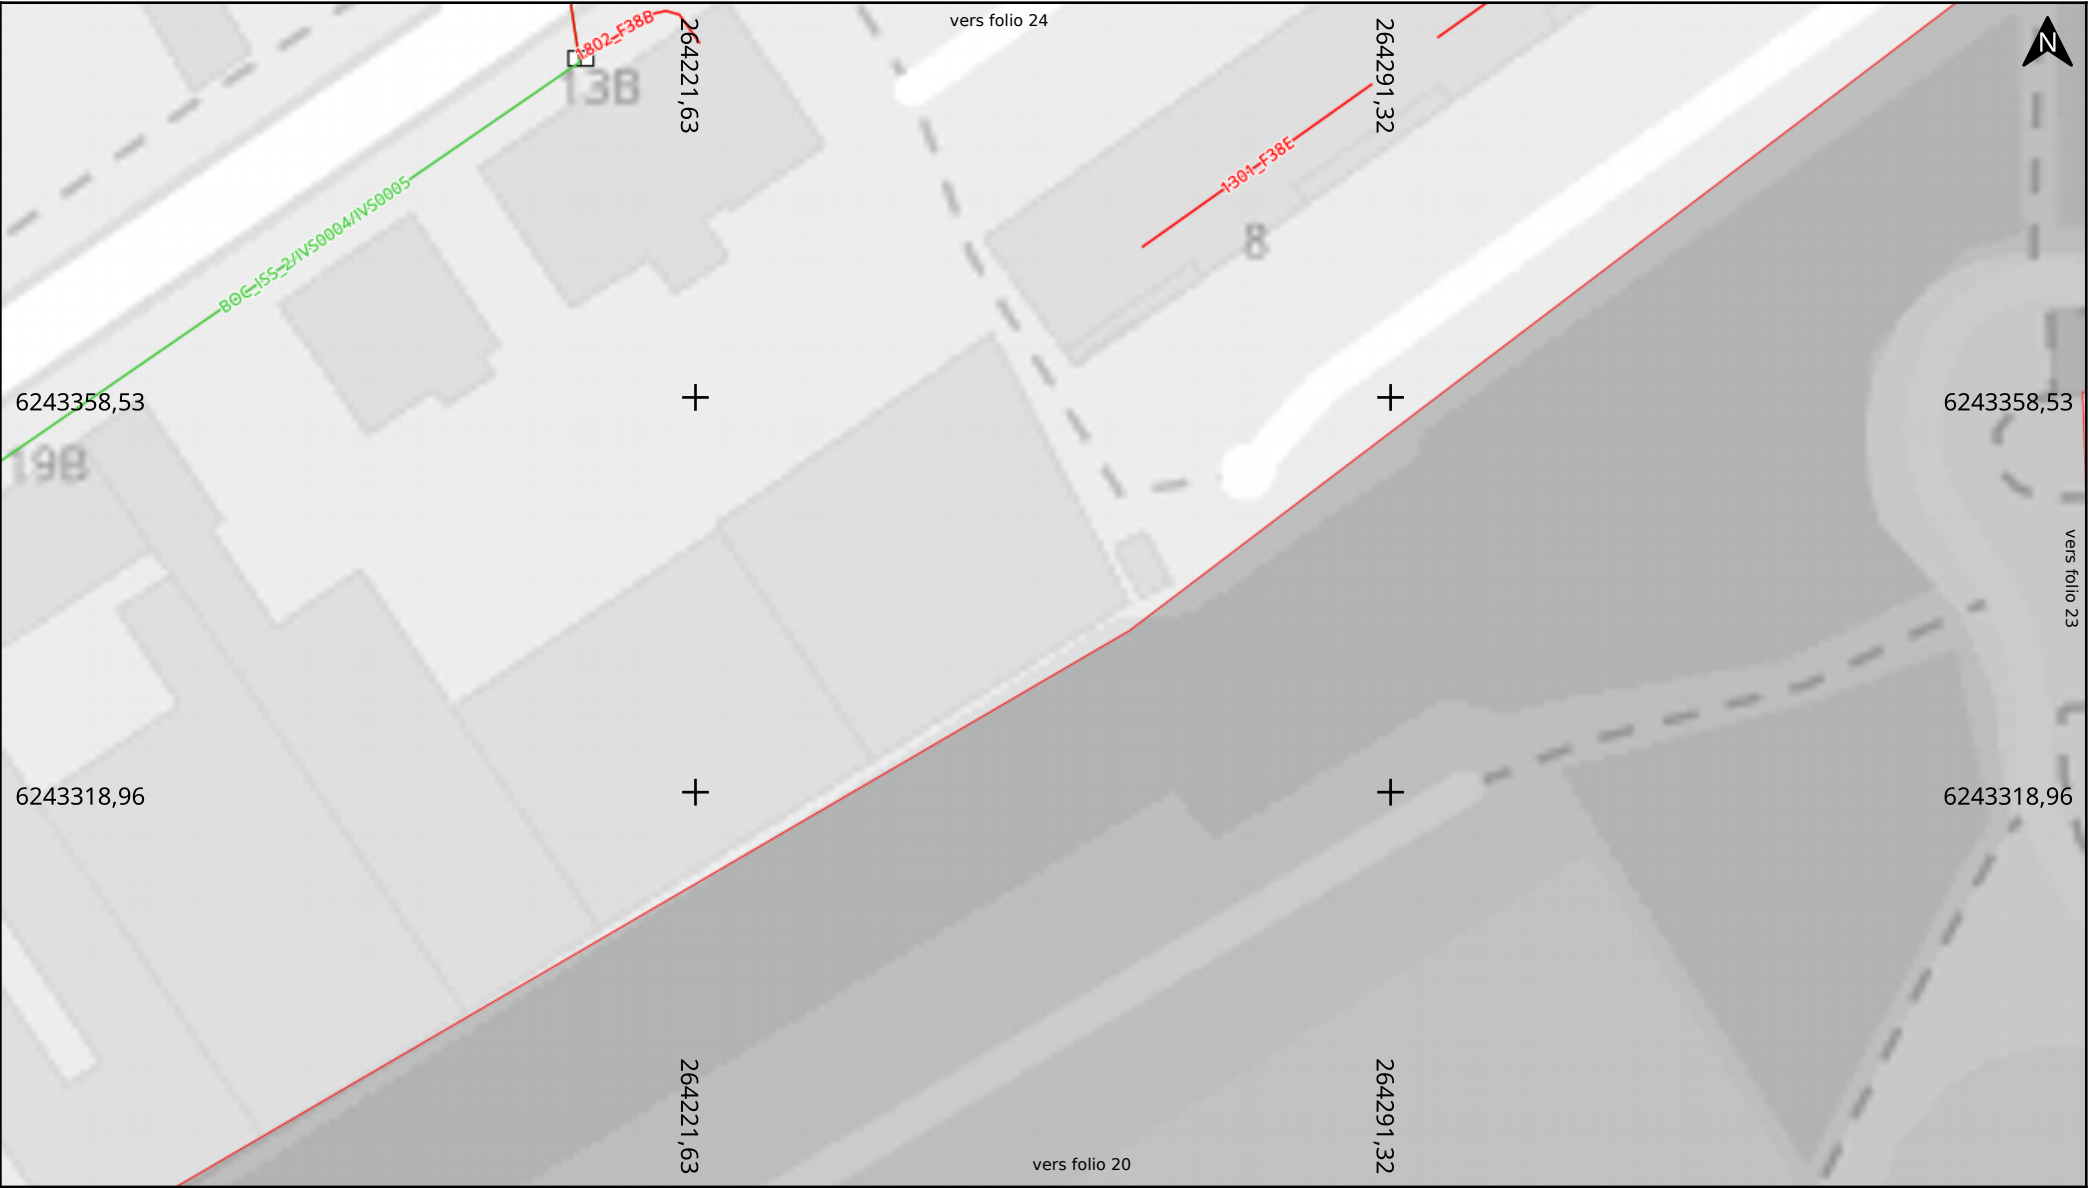 vers folio 24
N
1802_F38B
13B
264221,63
264291,32
1301_F38E
BOC_ISS_2/IVS0004/IVS0005
8
6243358,53
6243358,53
19B
vers folio 23
6243318,96
6243318,96
264221,63
264291,32
vers folio 20